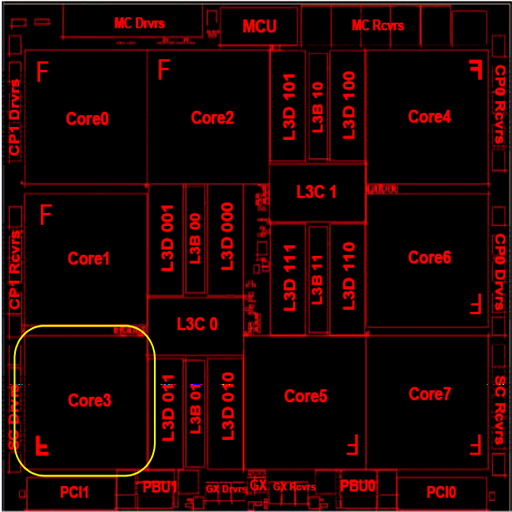 MC Drvrs
MCU
MC Rcvrs
CP1 Drvrs
F
Core0
F
Core2
L3D 101
L3B 10
L3D 100
F
Core4
CP0 Rcvrs
L3C 1
CP1 Rcvrs
F
Core1
L3D 001
L3B 00
L3D 000
L3D 111
L3B 11
L3D 110
Core6
F
CP0 Drvrs
L3C 0
SC Drvrs
Core3
F
L3D 011
L3B 01
L3D 010
Core5
F
Core7
F
SC Rcvrs
PCI1
PBU1
GX Drvrs
GX
GX Rcvrs
PBU0
PCI0